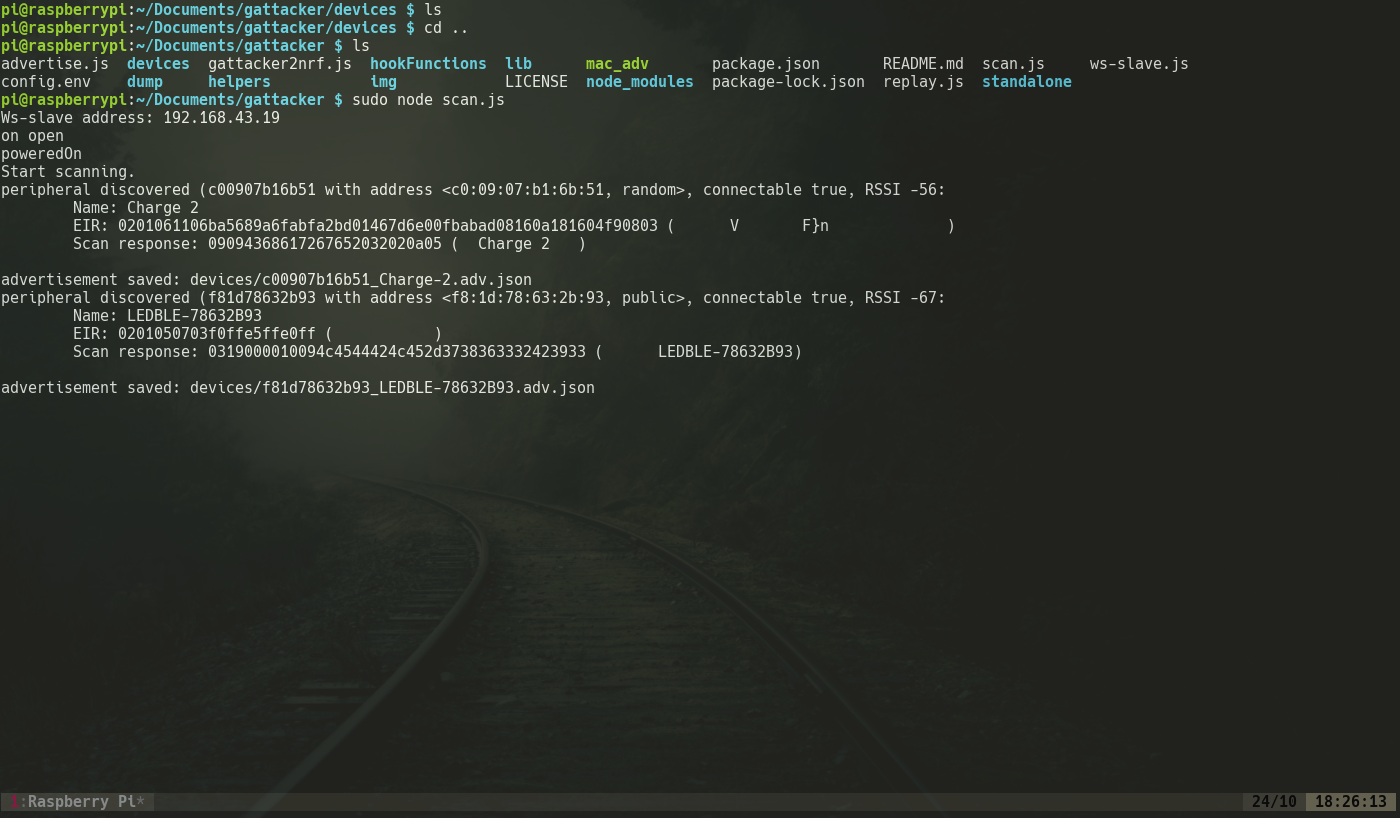 pi@raspberrypi:~/Documents/gattacker/devices $ ls
pi@raspberrypi:~/Documents/gattacker/devices $ cd ..
pi@raspberrypi:~/Documents/gattacker $ ls
advertise.js devices gattacker2nrf.js hookFunctions lib mac_adv package.json README.md scan.js ws-slave.js
config.env dump helpers img LICENSE node_modules package-lock.json replay.js standalone
pi@raspberrypi:~/Documents/gattacker $ sudo node scan.js
Ws-slave address: 192.168.43.19
on open
poweredOn
Start scanning.
peripheral discovered (c00907b16b51 with address <c0:09:07:b1:6b:51, random>, connectable true, RSSI -56:
Name: Charge 2
EIR: 0201061106ba5689a6fabfa2bd01467d6e00fbabad08160a181604f90803 ( V F}n )
Scan response: 09094368617267652032020a05 ( Charge 2 )
advertisement saved: devices/c00907b16b51_Charge-2.adv.json
peripheral discovered (f81d78632b93 with address <f8:1d:78:63:2b:93, public>, connectable true, RSSI -67:
Name: LEDBLE-78632B93
EIR: 0201050703f0ffe5ffe0ff ( )
Scan response: 0319000010094c4544424c452d3738363332423933 ( LEDBLE-78632B93)
advertisement saved: devices/f81d78632b93_LEDBLE-78632B93.adv.json
1:Raspberry Pi* 24/10 18:26:13